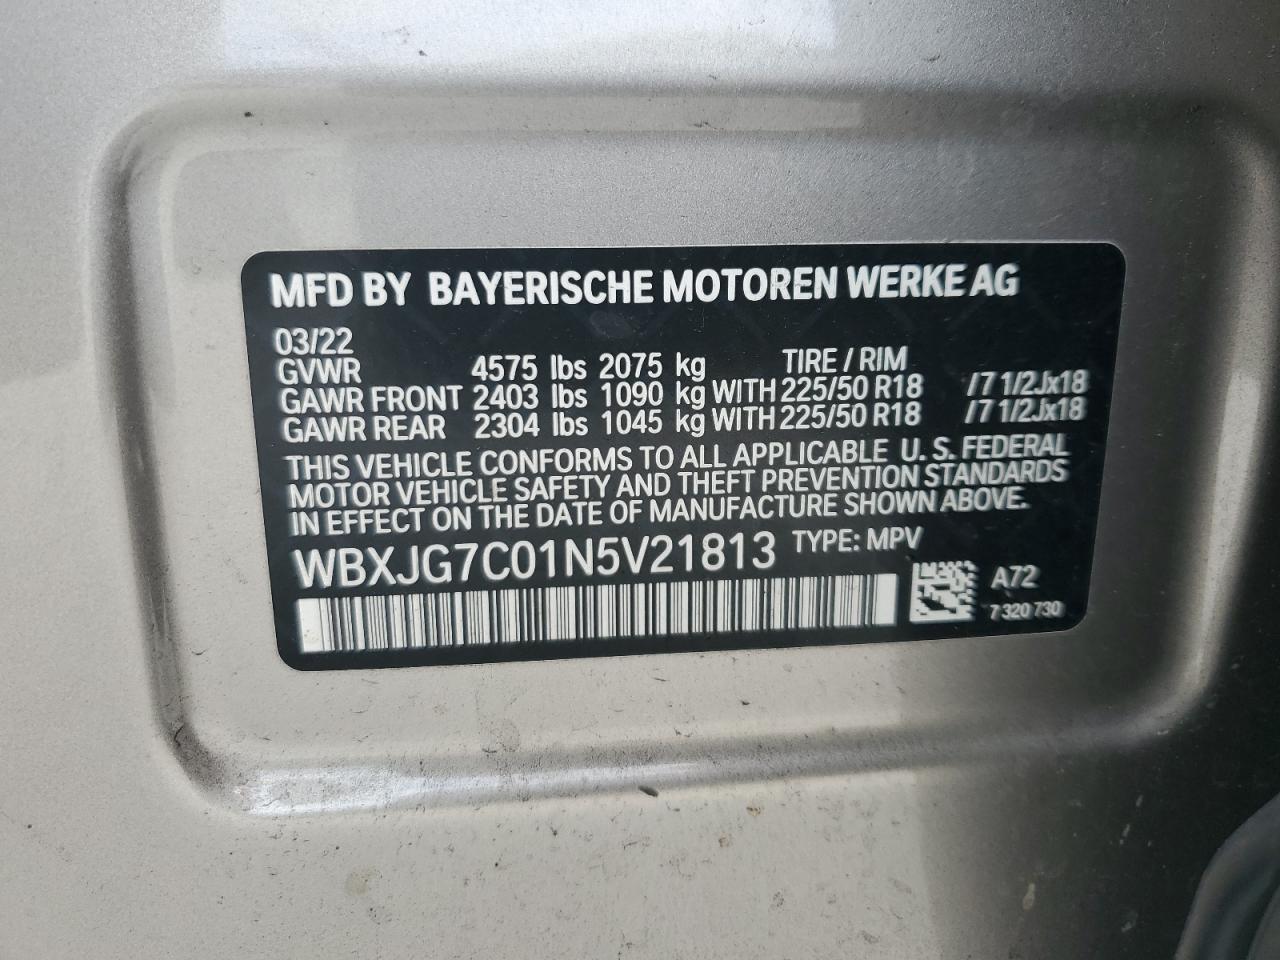 MFD BY BAYERISCHE MOTOREN WERKE AG
03/22
GVWR 4575 lbs 2075 kg TIRE / RIM
GAWR FRONT 2403 lbs 1090 kg WITH 225/50 R18 /7 1/2Jx18
GAWR REAR 2304 lbs 1045 kg WITH 225/50 R18 /7 1/2Jx18
THIS VEHICLE CONFORMS TO ALL APPLICABLE U. S. FEDERAL
MOTOR VEHICLE SAFETY AND THEFT PREVENTION STANDARDS
IN EFFECT ON THE DATE OF MANUFACTURE SHOWN ABOVE.
WBXJG7C01N5V21813 TYPE: MPV
A72
7 320 730